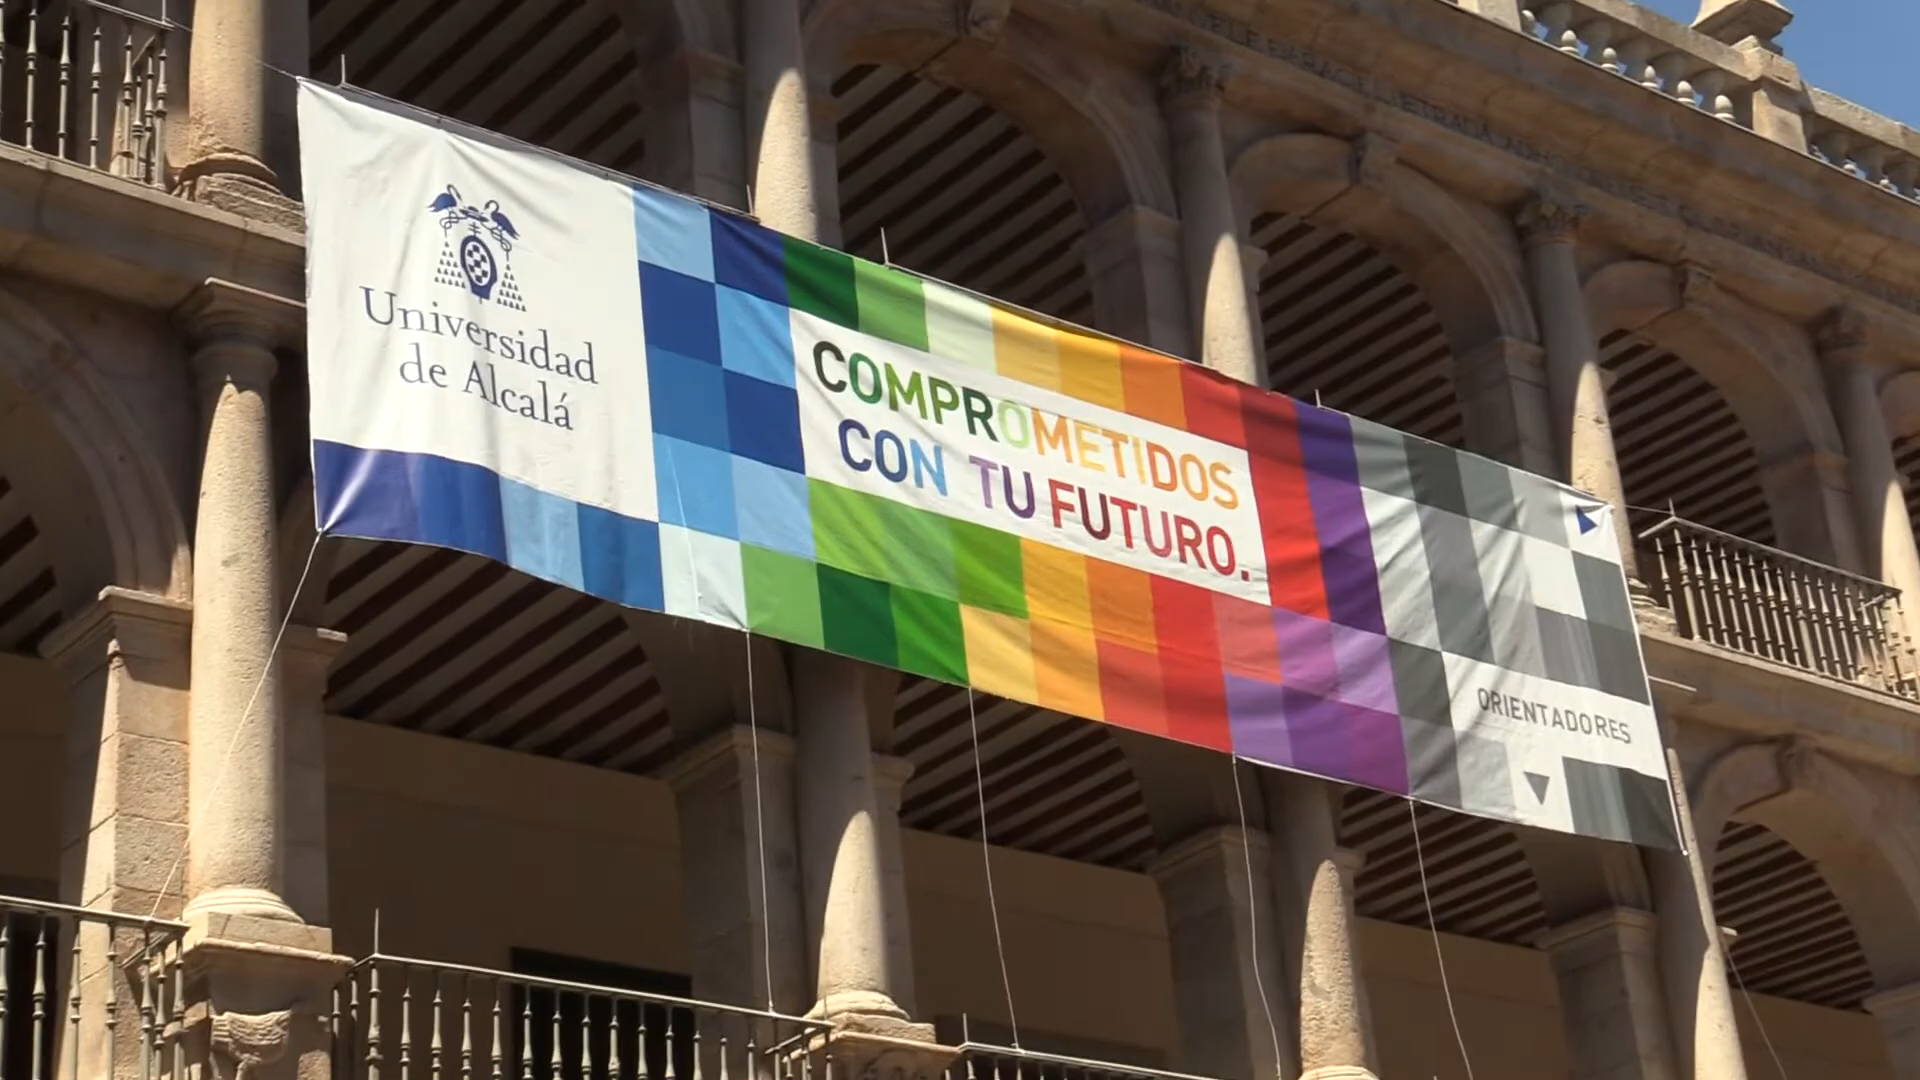 Universidad
de Alcalá
COMPROMETIDOS
CON TU FUTURO.
ORIENTADORES